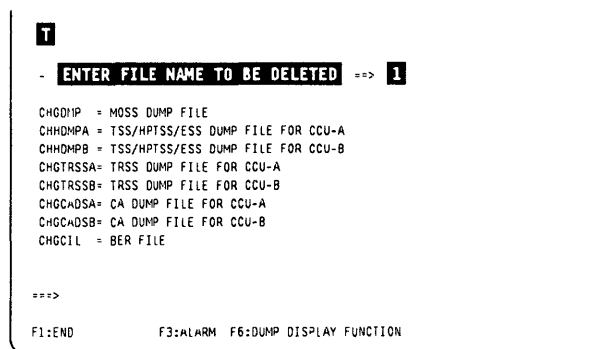 T
- ENTER FILE NAME TO BE DELETED ==> 1
CHGDMP = MOSS DUMP FILE
CHHDMPA = TSS/HPTSS/ESS DUMP FILE FOR CCU-A
CHHDMPB = TSS/HPTSS/ESS DUMP FILE FOR CCU-B
CHGTRSSA= TRSS DUMP FILE FOR CCU-A
CHGTRSSB= TRSS DUMP FILE FOR CCU-B
CHGCADSA= CA DUMP FILE FOR CCU-A
CHGCADSB= CA DUMP FILE FOR CCU-B
CHGCIL = BER FILE
===>
F1:END F3:ALARM F6:DUMP DISPLAY FUNCTION